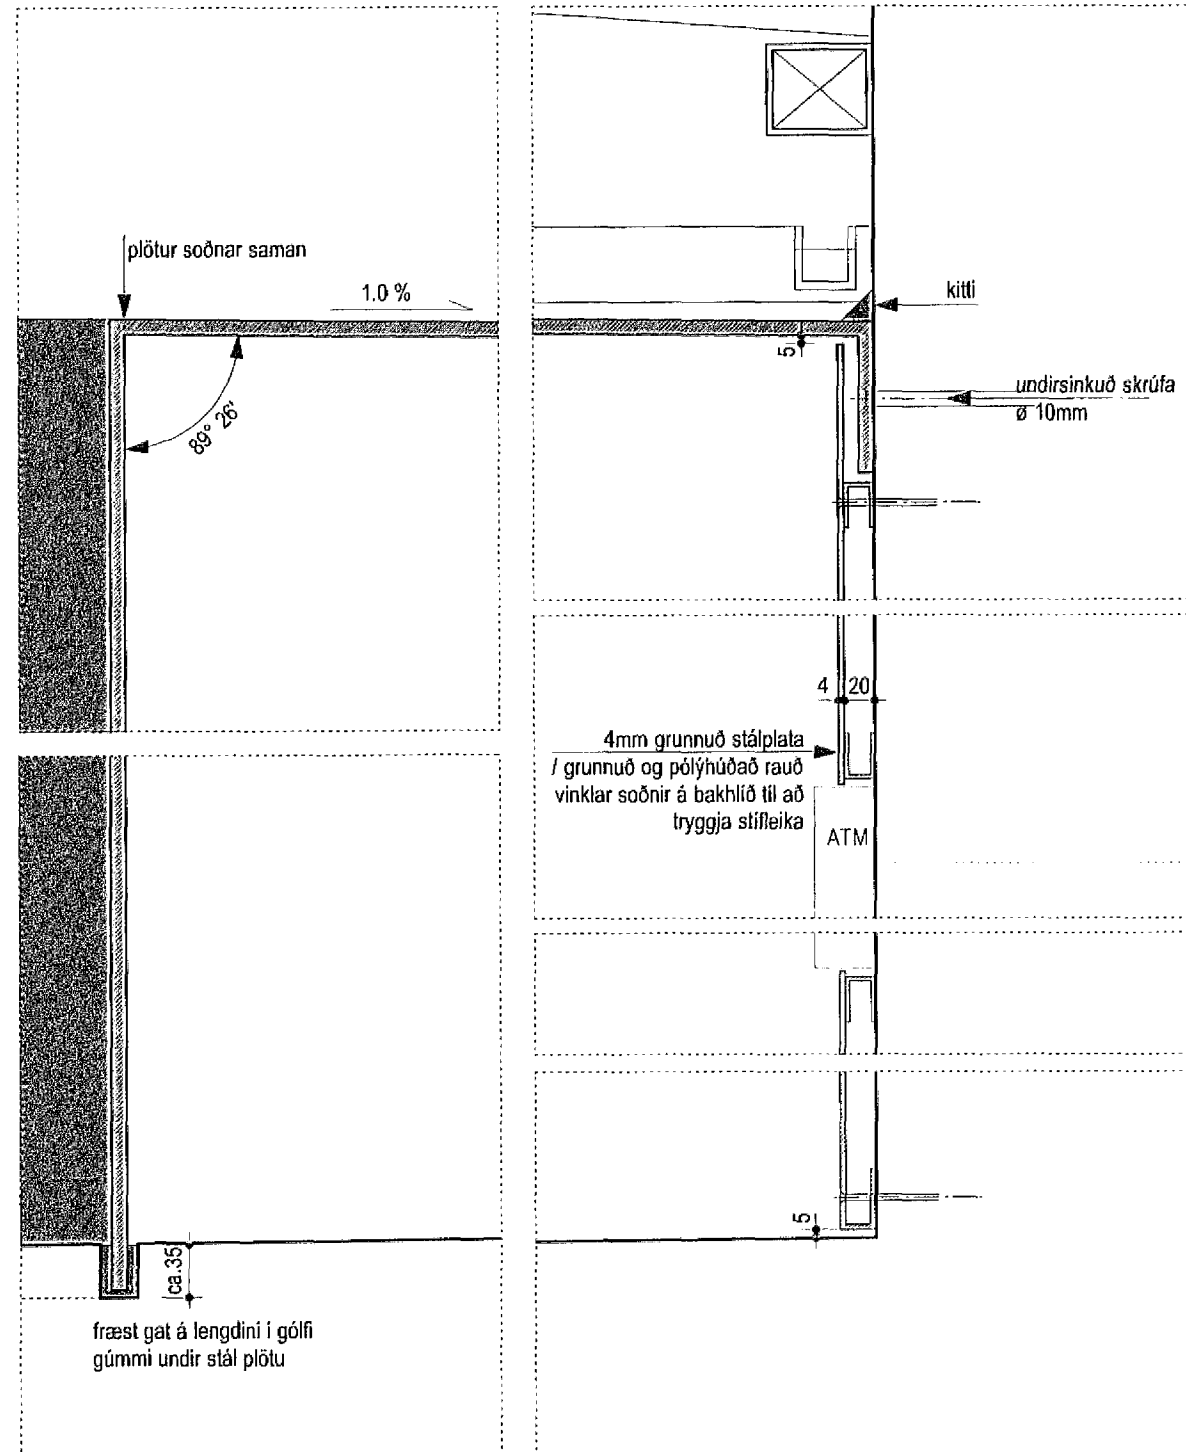 plötur soðnar saman
1.0 %
kitti
5
undirsinkuð skrúfa
ø 10mm
89° 26'
4 20
4mm grunnuð stálplata
/ grunnuð og pólýhúðað rauð
vinklar soðnir á bakhlið til að
tryggja stífleika
ATM
5
ca.35
fræst gat á lengdini í gólfi
gúmmi undir stál plötu